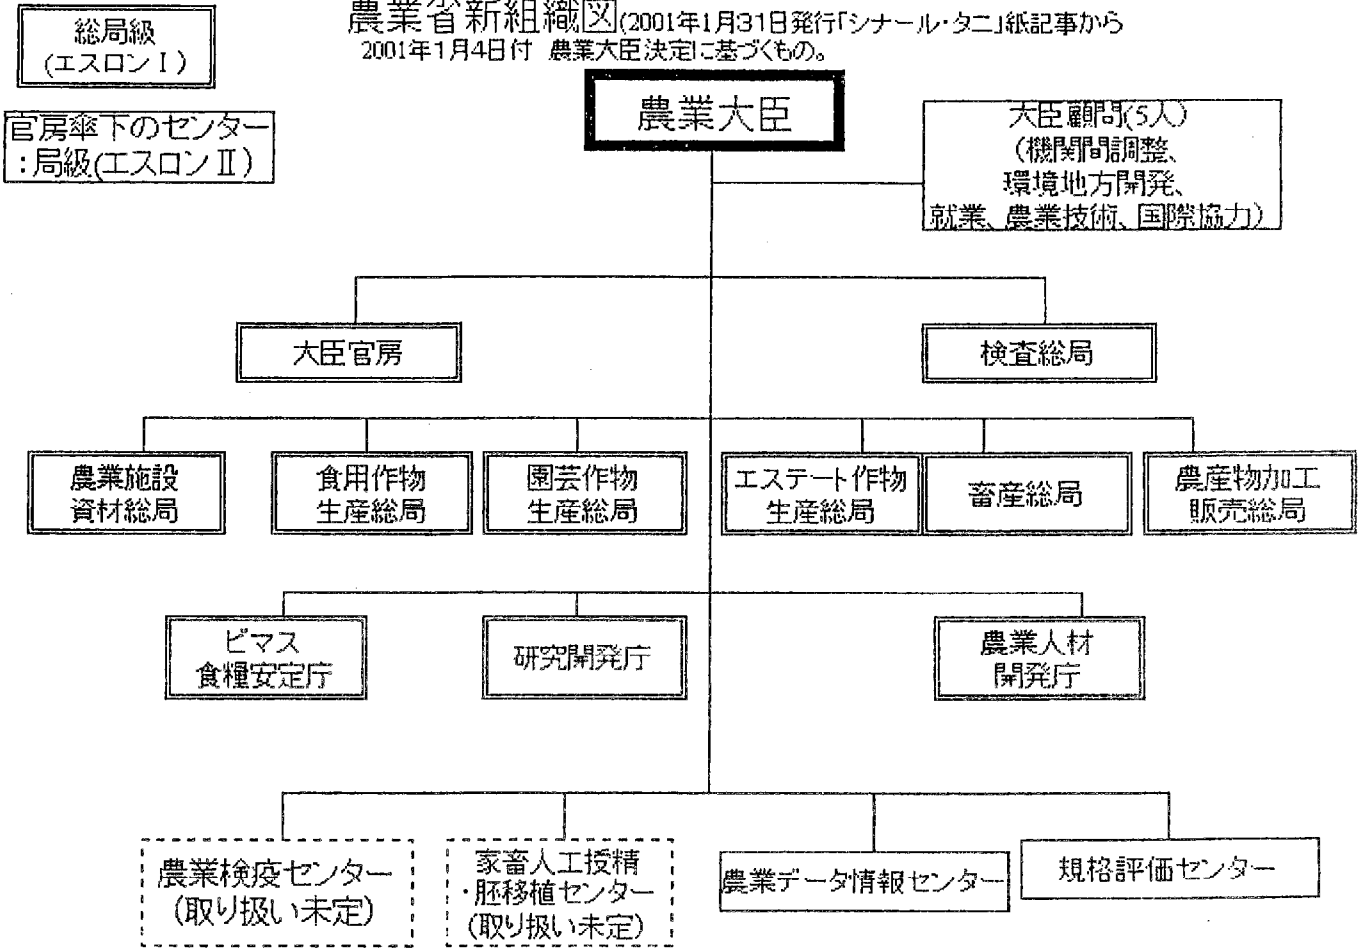 総局級
(エスロンⅠ)
農業省新組織図(2001年1月31日発行「シナール・タニ」紙記事から
2001年1月4日付 農業大臣決定に基づくもの。
官房傘下のセンター
:局級(エスロンⅡ)
農業大臣
大臣顧問(5人)
(機関間調整、
環境地方開発、
就業、農業技術、国際協力)
大臣官房
検査総局
農業施設
資材総局
食用作物
生産総局
園芸作物
生産総局
エステート作物
生産総局
畜産総局
農産物加工
販売総局
ビマス
食糧安定庁
研究開発庁
農業人材
開発庁
農業検疫センター
(取り扱い未定)
家畜人工授精
・胚移植センター
(取り扱い未定)
農業データ情報センター
規格評価センター